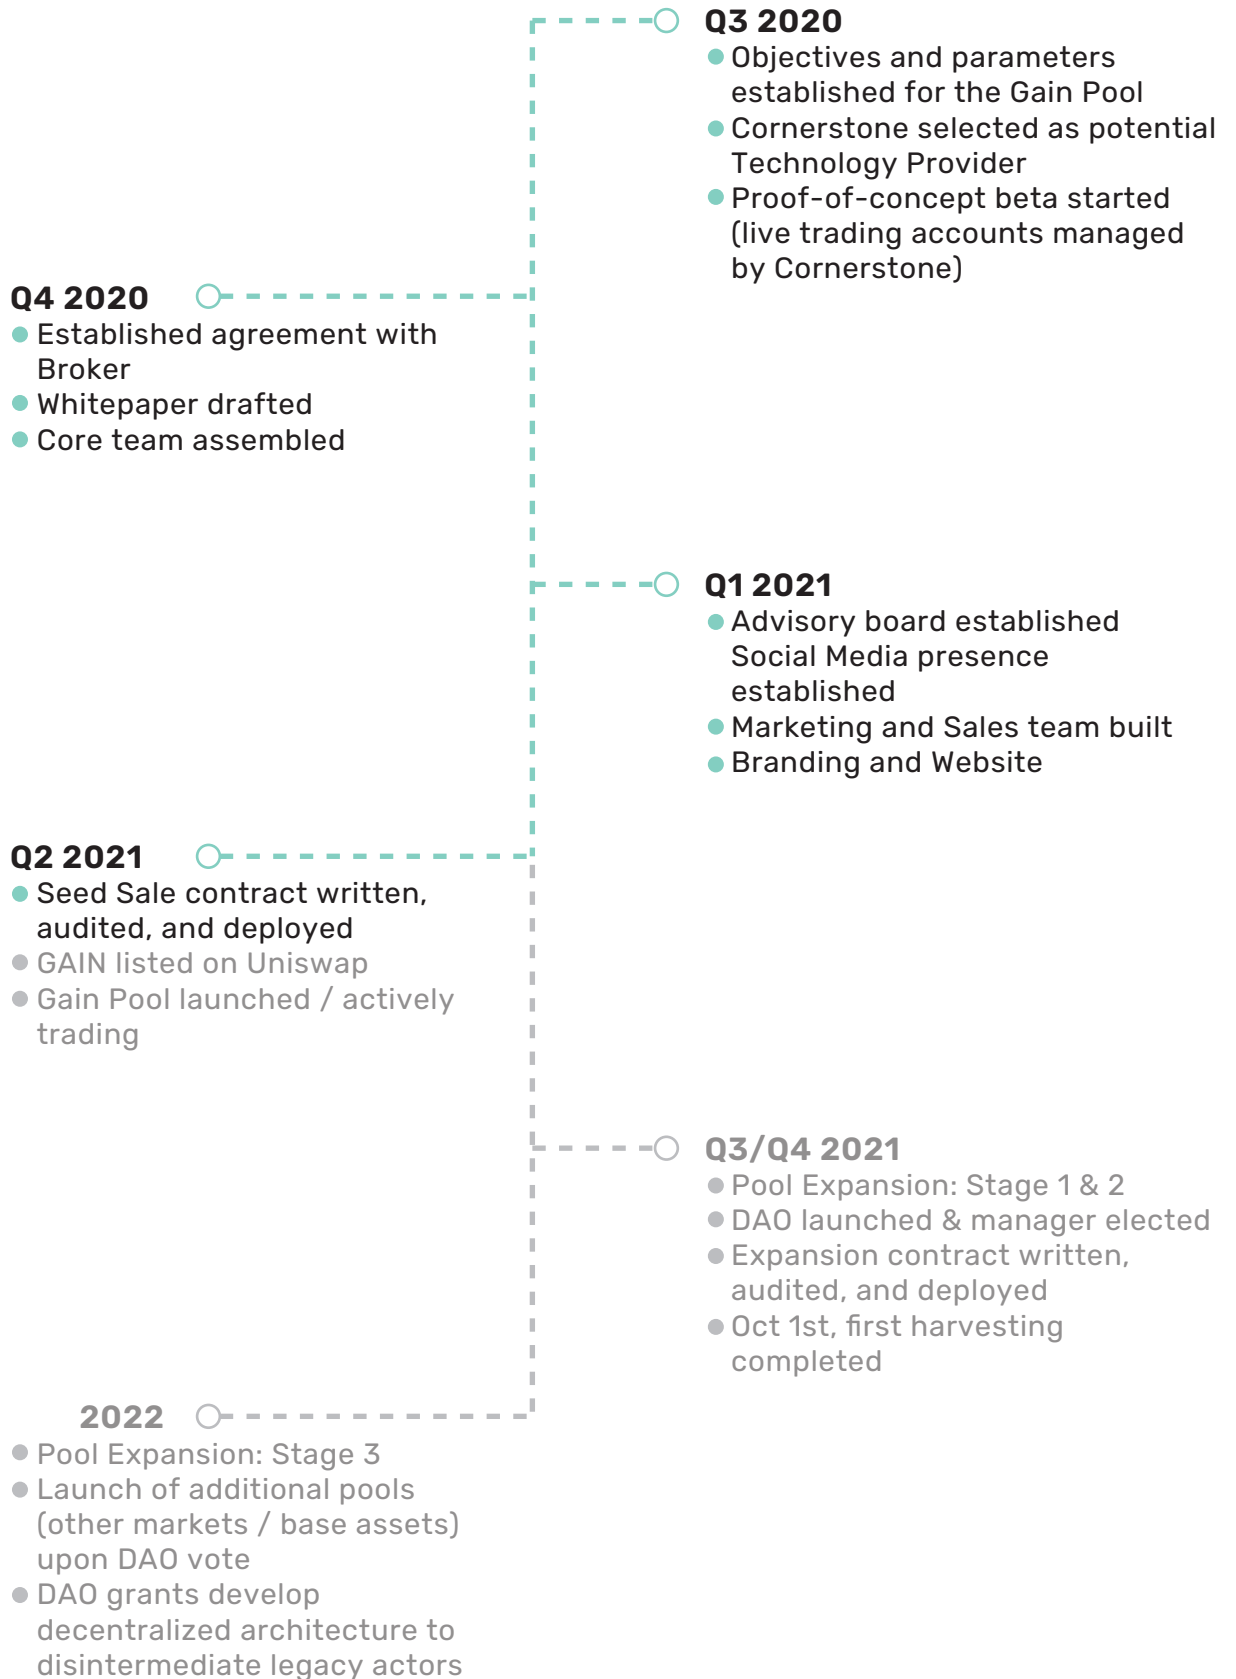 Q3 2020
Objectives and parameters
established for the Gain Pool
Cornerstone selected as potential
Technology Provider
Proof-of-concept beta started
(live trading accounts managed
by Cornerstone)
Q4 2020
Established agreement with
Broker
Whitepaper drafted
Core team assembled
Q1 2021
Advisory board established
Social Media presence
established
Marketing and Sales team built
Branding and Website
Q2 2021
Seed Sale contract written,
audited, and deployed
GAIN listed on Uniswap
Gain Pool launched / actively
trading
Q3/Q4 2021
Pool Expansion: Stage 1 & 2
DAO launched & manager elected
Expansion contract written,
audited, and deployed
Oct 1st, first harvesting
completed
2022
Pool Expansion: Stage 3
Launch of additional pools
(other markets / base assets)
upon DAO vote
DAO grants develop
decentralized architecture to
disintermediate legacy actors